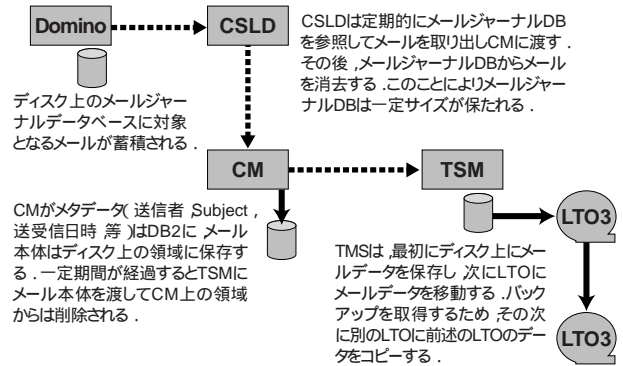 Domino
CSLD
CSLDは定期的にメールジャーナルDB
を参照してメールを取り出しCMに渡す.
その後,メールジャーナルDBからメール
を消去する.このことによりメールジャー
ナルDBは一定サイズが保たれる.
ディスク上のメールジャー
ナルデータベースに対象
となるメールが蓄積される.
CM
TSM
CMがメタデータ(送信者,Subject,
送受信日時,等)はDB2に,メール
本体はディスク上の領域に保存す
る.一定期間が経過するとTSMに
メール本体を渡してCM上の領域
からは削除される.
LTO3
TMSは,最初にディスク上にメー
ルデータを保存し,次にLTOに
メールデータを移動する.バック
アップを取得するため,その次
に別のLTOに前述のLTOのデー
タをコピーする.
LTO3